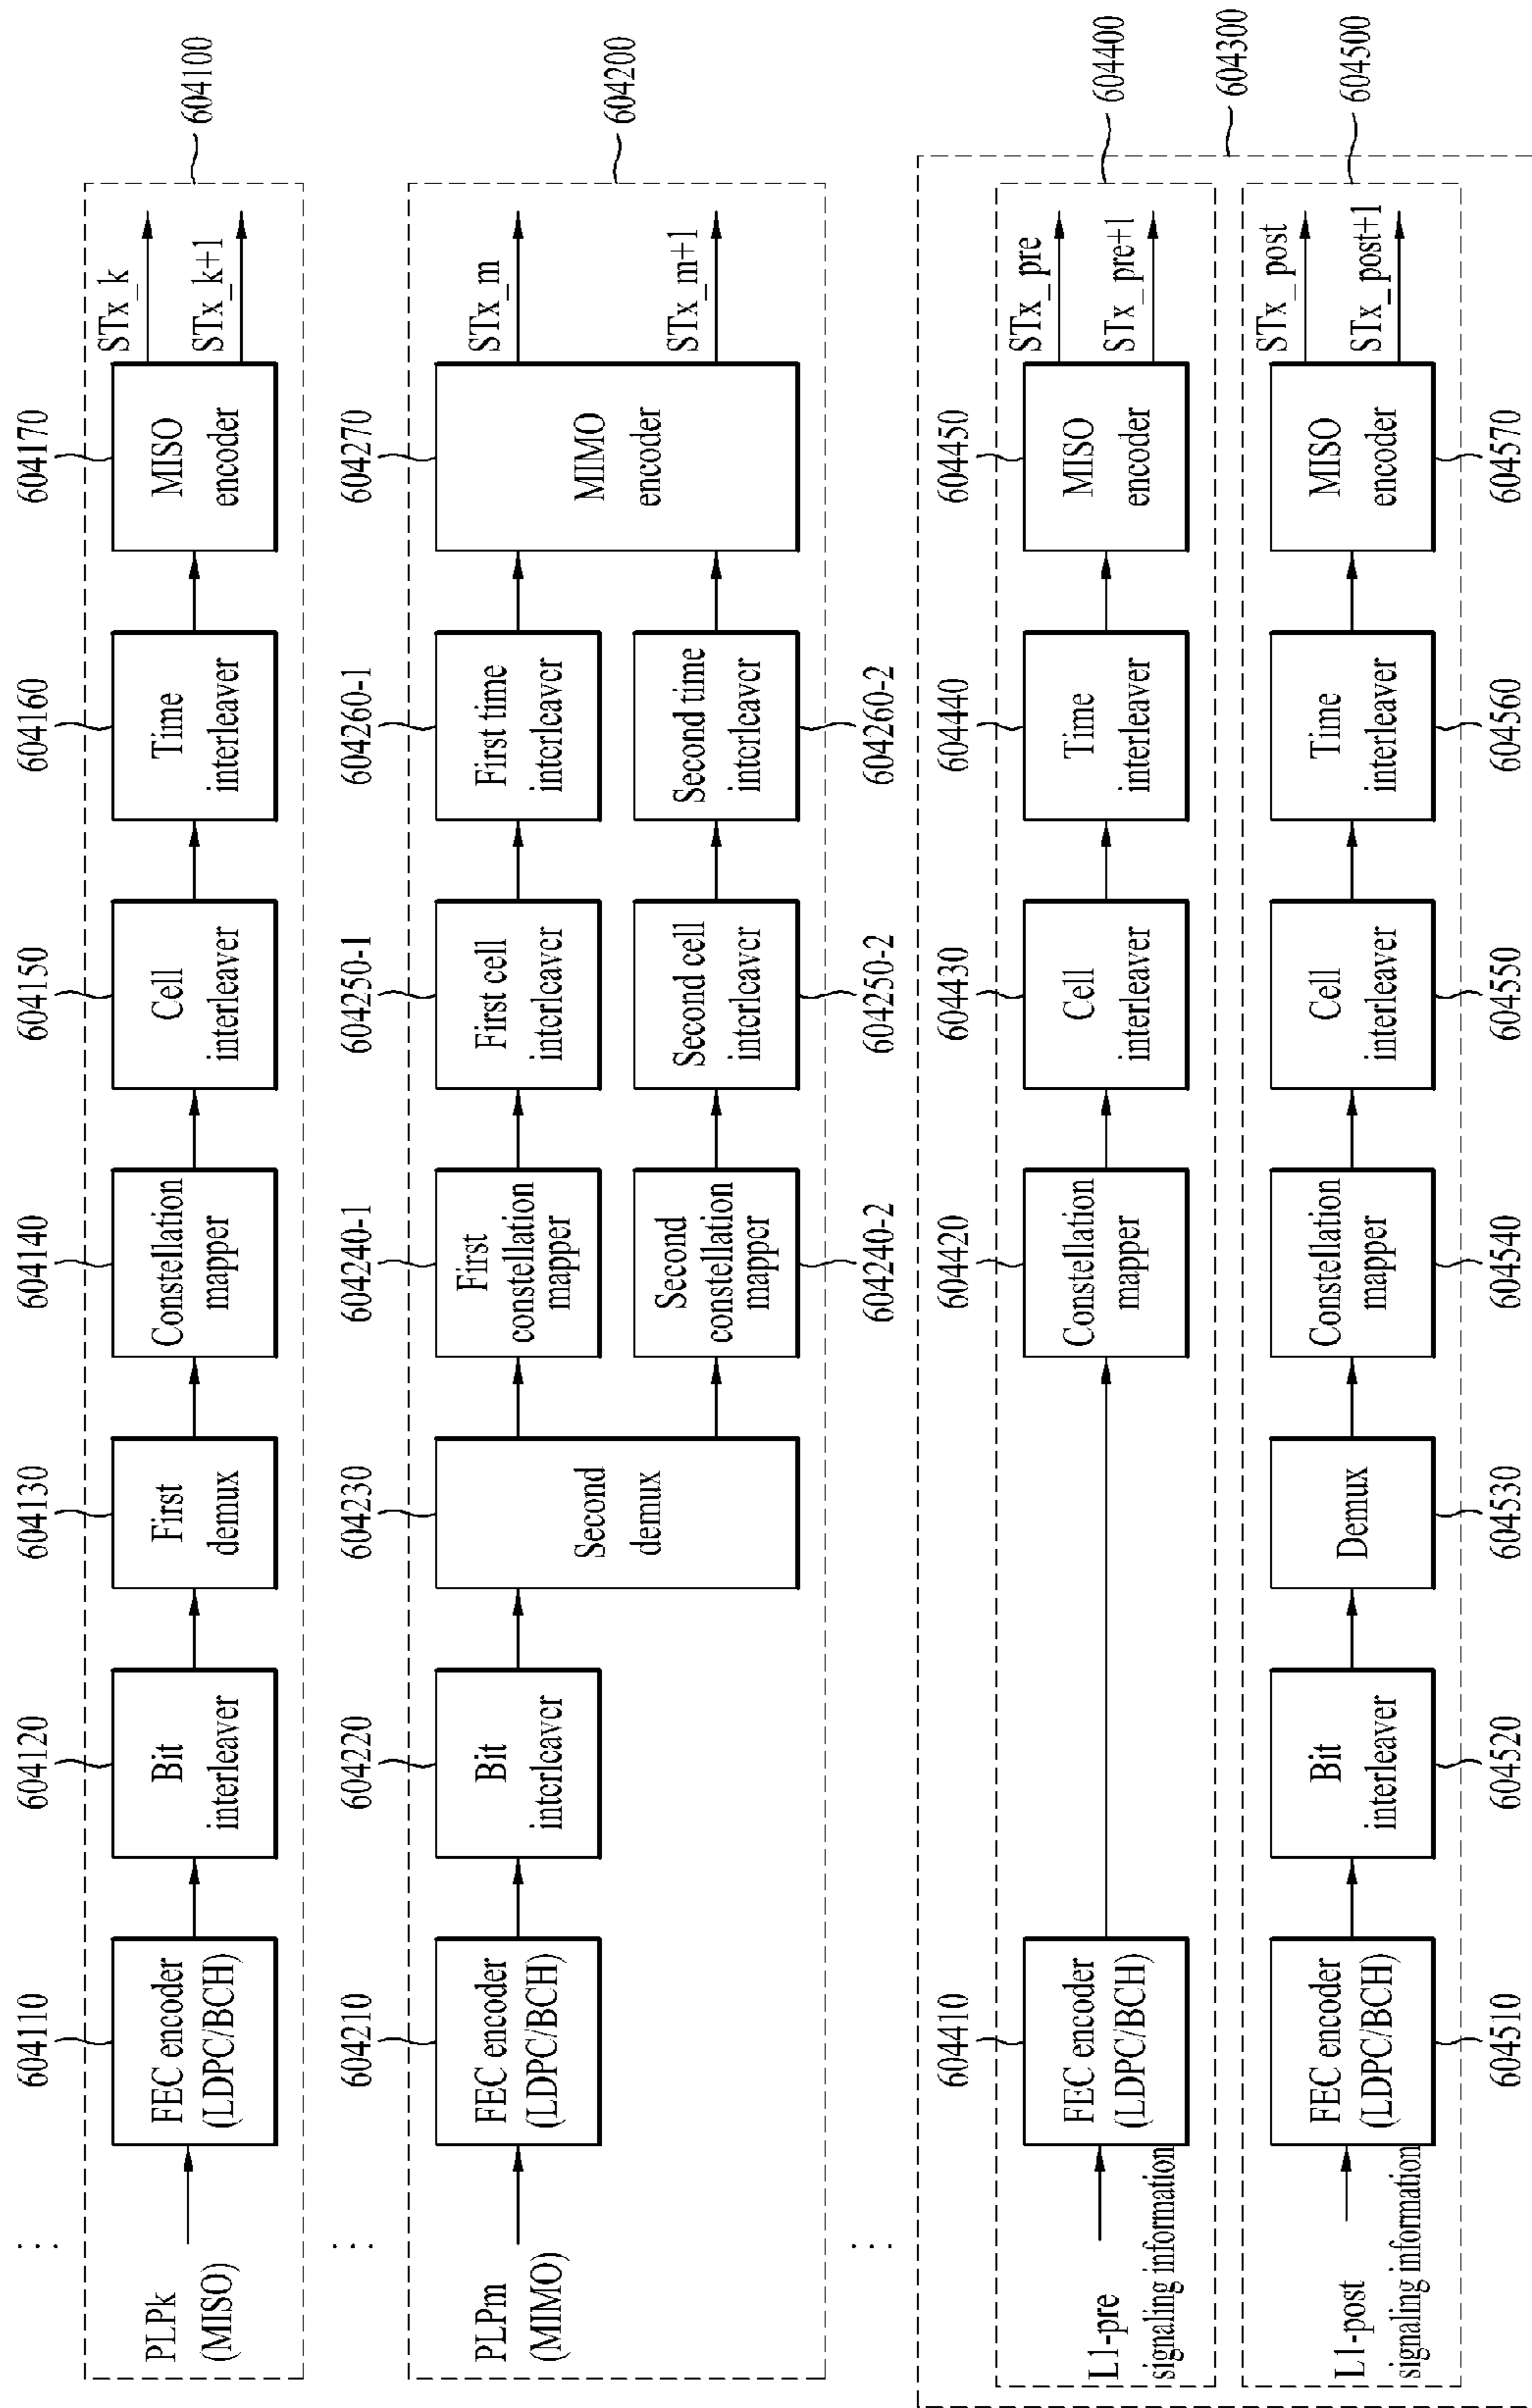 604110
604120
604130
604140
604150
604160
604170
604100
PLPk
(MISO)
FEC encoder
(LDPC/BCH)
Bit
interleaver
First
demux
Constellation
mapper
Cell
interleaver
Time
interleaver
MISO
encoder
STx_k
STx_k+1
604210
604220
604230
604240-1
604250-1
604260-1
604270
604200
PLPm
(MIMO)
FEC encoder
(LDPC/BCH)
Bit
interleaver
Second
demux
First
constellation
mapper
First cell
interleaver
First time
interleaver
MIMO
encoder
STx_m
STx_m+1
Second
constellation
mapper
Second cell
interleaver
Second time
interleaver
604240-2
604250-2
604260-2
604410
604420
604430
604440
604450
604400
L1-pre
signaling information
FEC encoder
(LDPC/BCH)
Constellation
mapper
Cell
interleaver
Time
interleaver
MISO
encoder
STx_pre
STx_pre+1
604300
L1-post
signaling information
FEC encoder
(LDPC/BCH)
Bit
interleaver
Demux
Constellation
mapper
Cell
interleaver
Time
interleaver
MISO
encoder
STx_post
STx_post+1
604500
604510
604520
604530
604540
604550
604560
604570